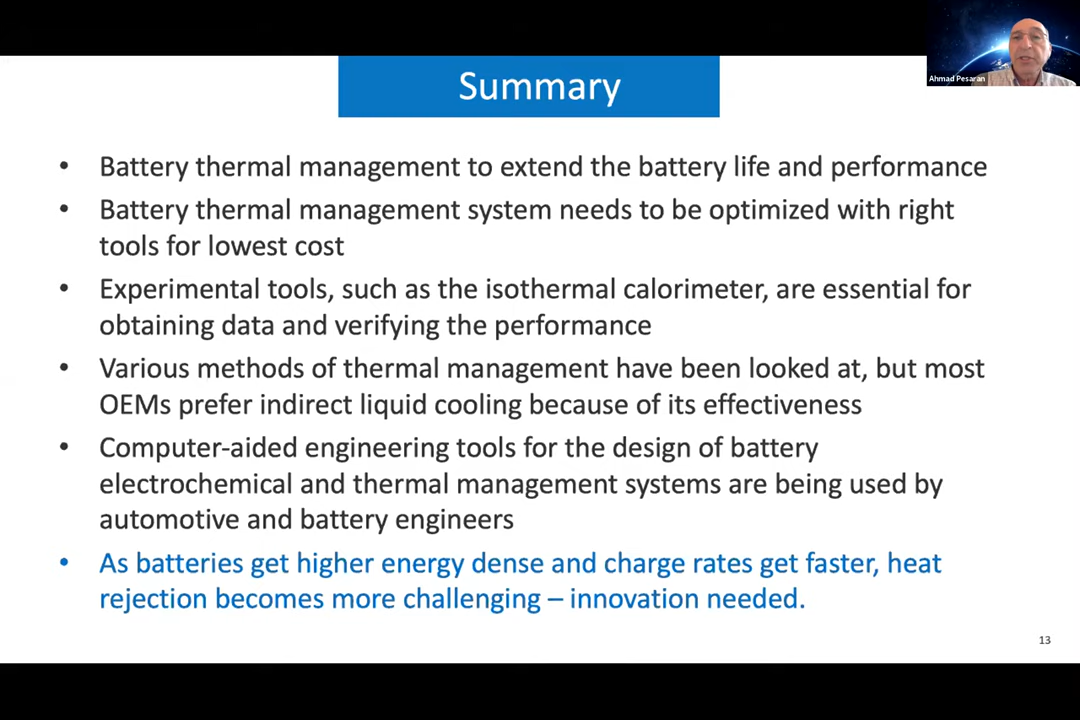 Ahmad Pesaran
Summary
• Battery thermal management to extend the battery life and performance
• Battery thermal management system needs to be optimized with right
tools for lowest cost
• Experimental tools, such as the isothermal calorimeter, are essential for
obtaining data and verifying the performance
• Various methods of thermal management have been looked at, but most
OEMs prefer indirect liquid cooling because of its effectiveness
• Computer-aided engineering tools for the design of battery
electrochemical and thermal management systems are being used by
automotive and battery engineers
• As batteries get higher energy dense and charge rates get faster, heat
rejection becomes more challenging – innovation needed.
13